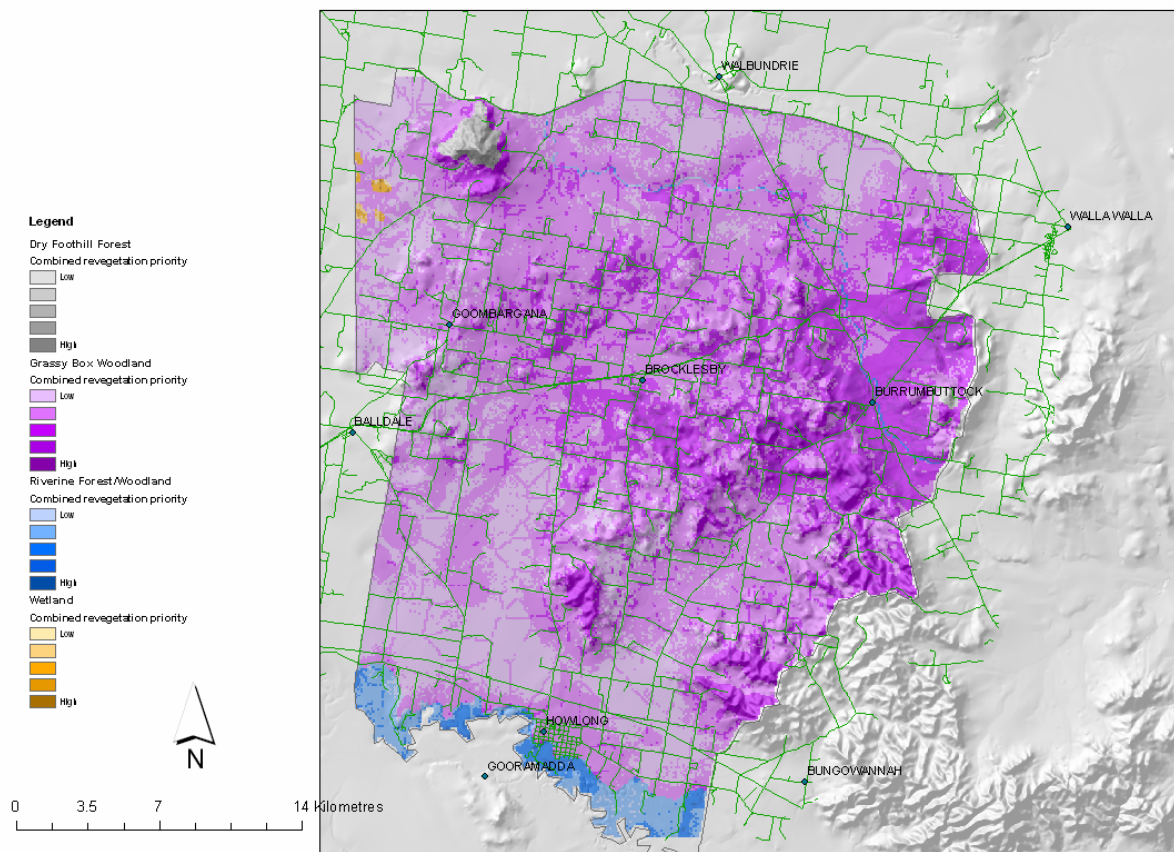 Legend
Dry Foothill Forest
Combined revegetation priority
Low
High
Grassy Box Woodland
Combined revegetation priority
Low
High
Riverine Forest/Woodland
Combined revegetation priority
Low
High
Wetland
Combined revegetation priority
Low
High
N
0 3.5 7 14 Kilometres
WALBUNDRIE
WALLA WALLA
GOOMBARGANA
BROCKLESBY
BURRUMBUTTOCK
BALLDALE
HOWLONG
GOORAMADDA
BUNGOWANNAH